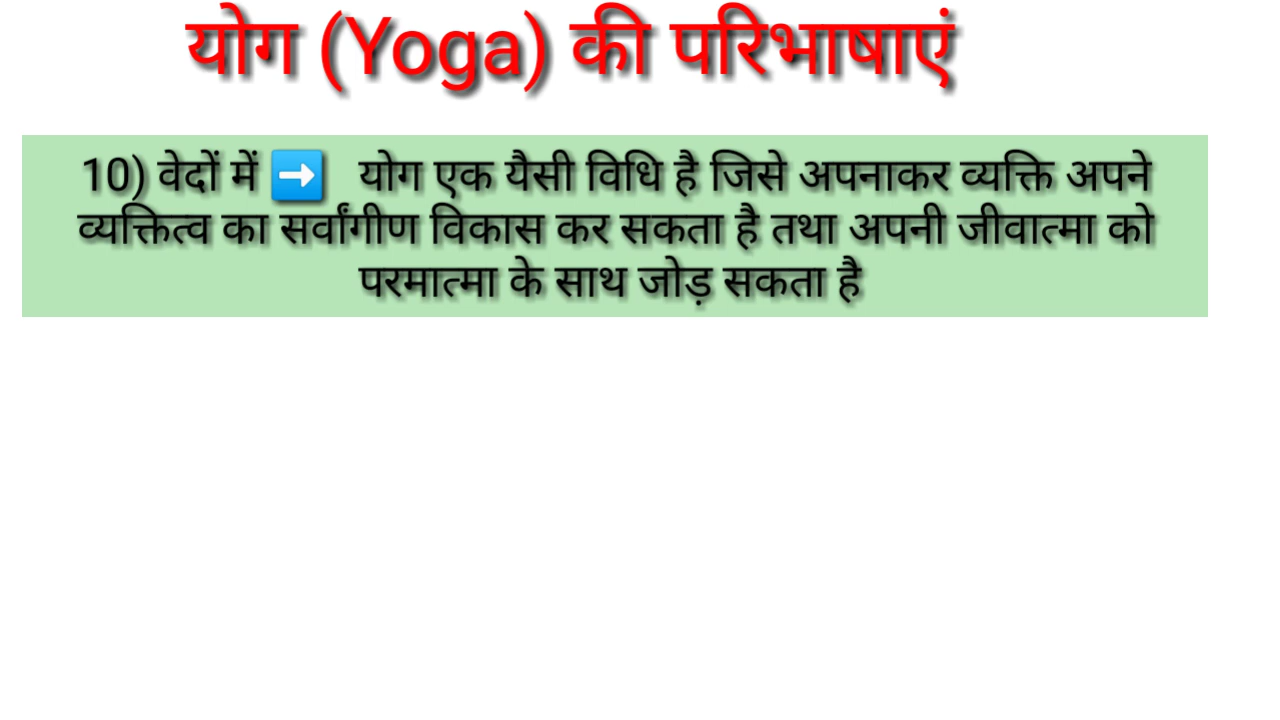 योग (Yoga) की परिभाषाएं
10) वेदों में ➡️ योग एक यैसी विधि है जिसे अपनाकर व्यक्ति अपने
व्यक्तित्व का सर्वांगीण विकास कर सकता है तथा अपनी जीवात्मा को
परमात्मा के साथ जोड़ सकता है